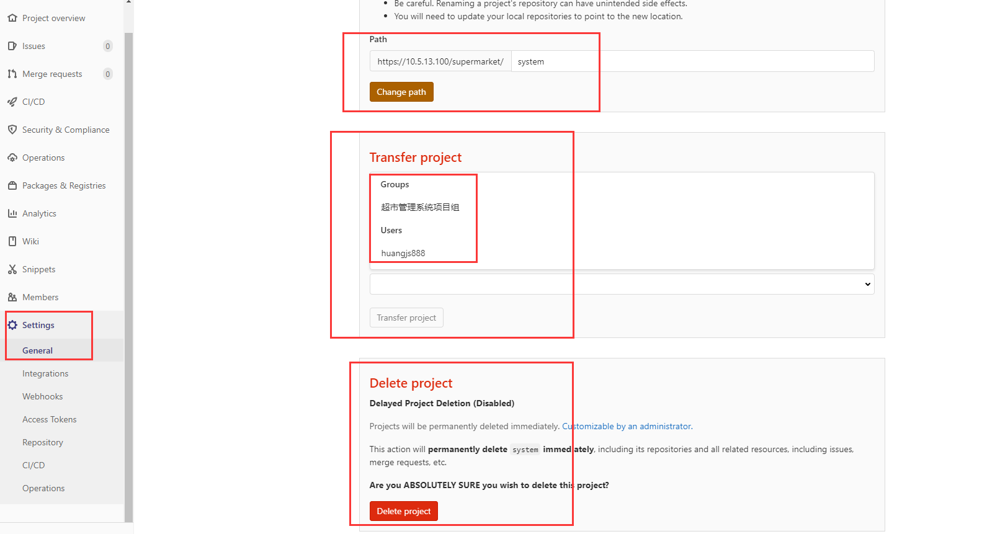 Project overview
Issues 0
Merge requests 0
CI/CD
Security & Compliance
Operations
Packages & Registries
Analytics
Wiki
Snippets
Members
Settings
General
Integrations
Webhooks
Access Tokens
Repository
CI/CD
Operations
Be careful. Renaming a project's repository can have unintended side effects.
You will need to update your local repositories to point to the new location.
Path
https://10.5.13.100/supermarket/ system
Change path
Transfer project
Groups
超市管理系统项目组
Users
huangjs888
Transfer project
Delete project
Delayed Project Deletion (Disabled)
Projects will be permanently deleted immediately. Customizable by an administrator.
This action will permanently delete system immediately, including its repositories and all related resources, including issues,
merge requests, etc.
Are you ABSOLUTELY SURE you wish to delete this project?
Delete project